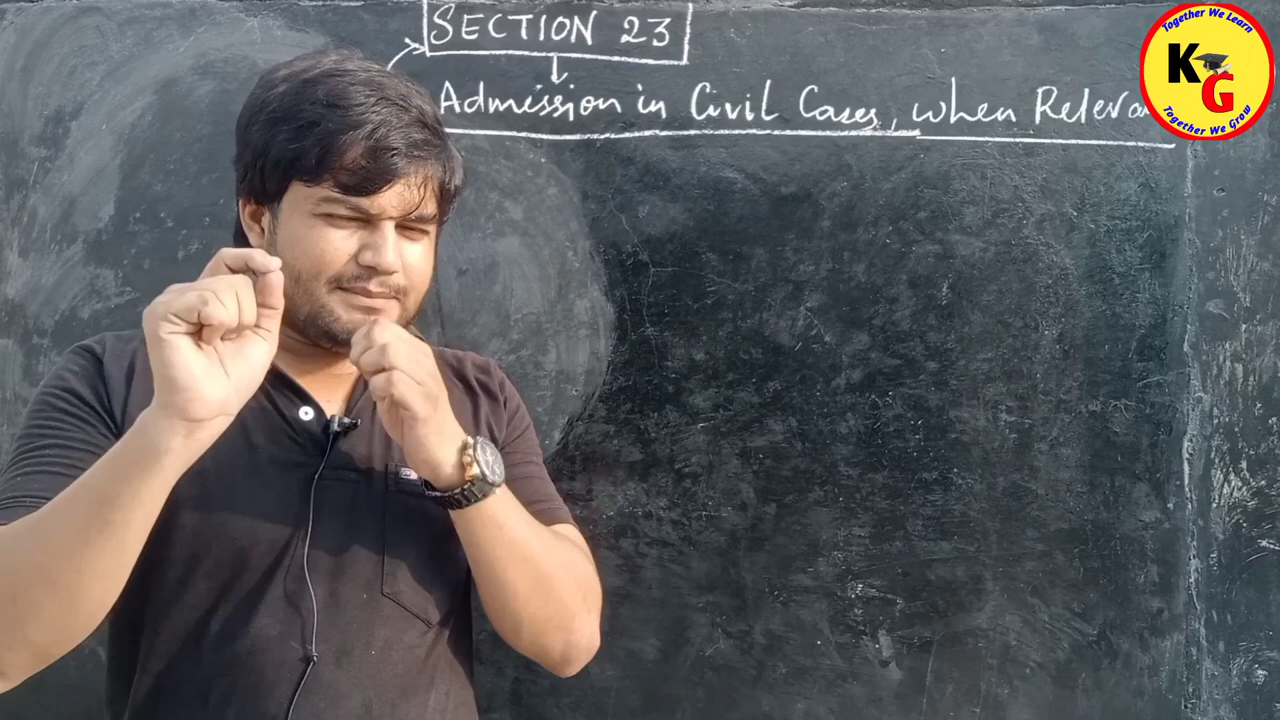 SECTION 23
Admission in Civil Cases, when
Together We Learn
KG
Together We Grow